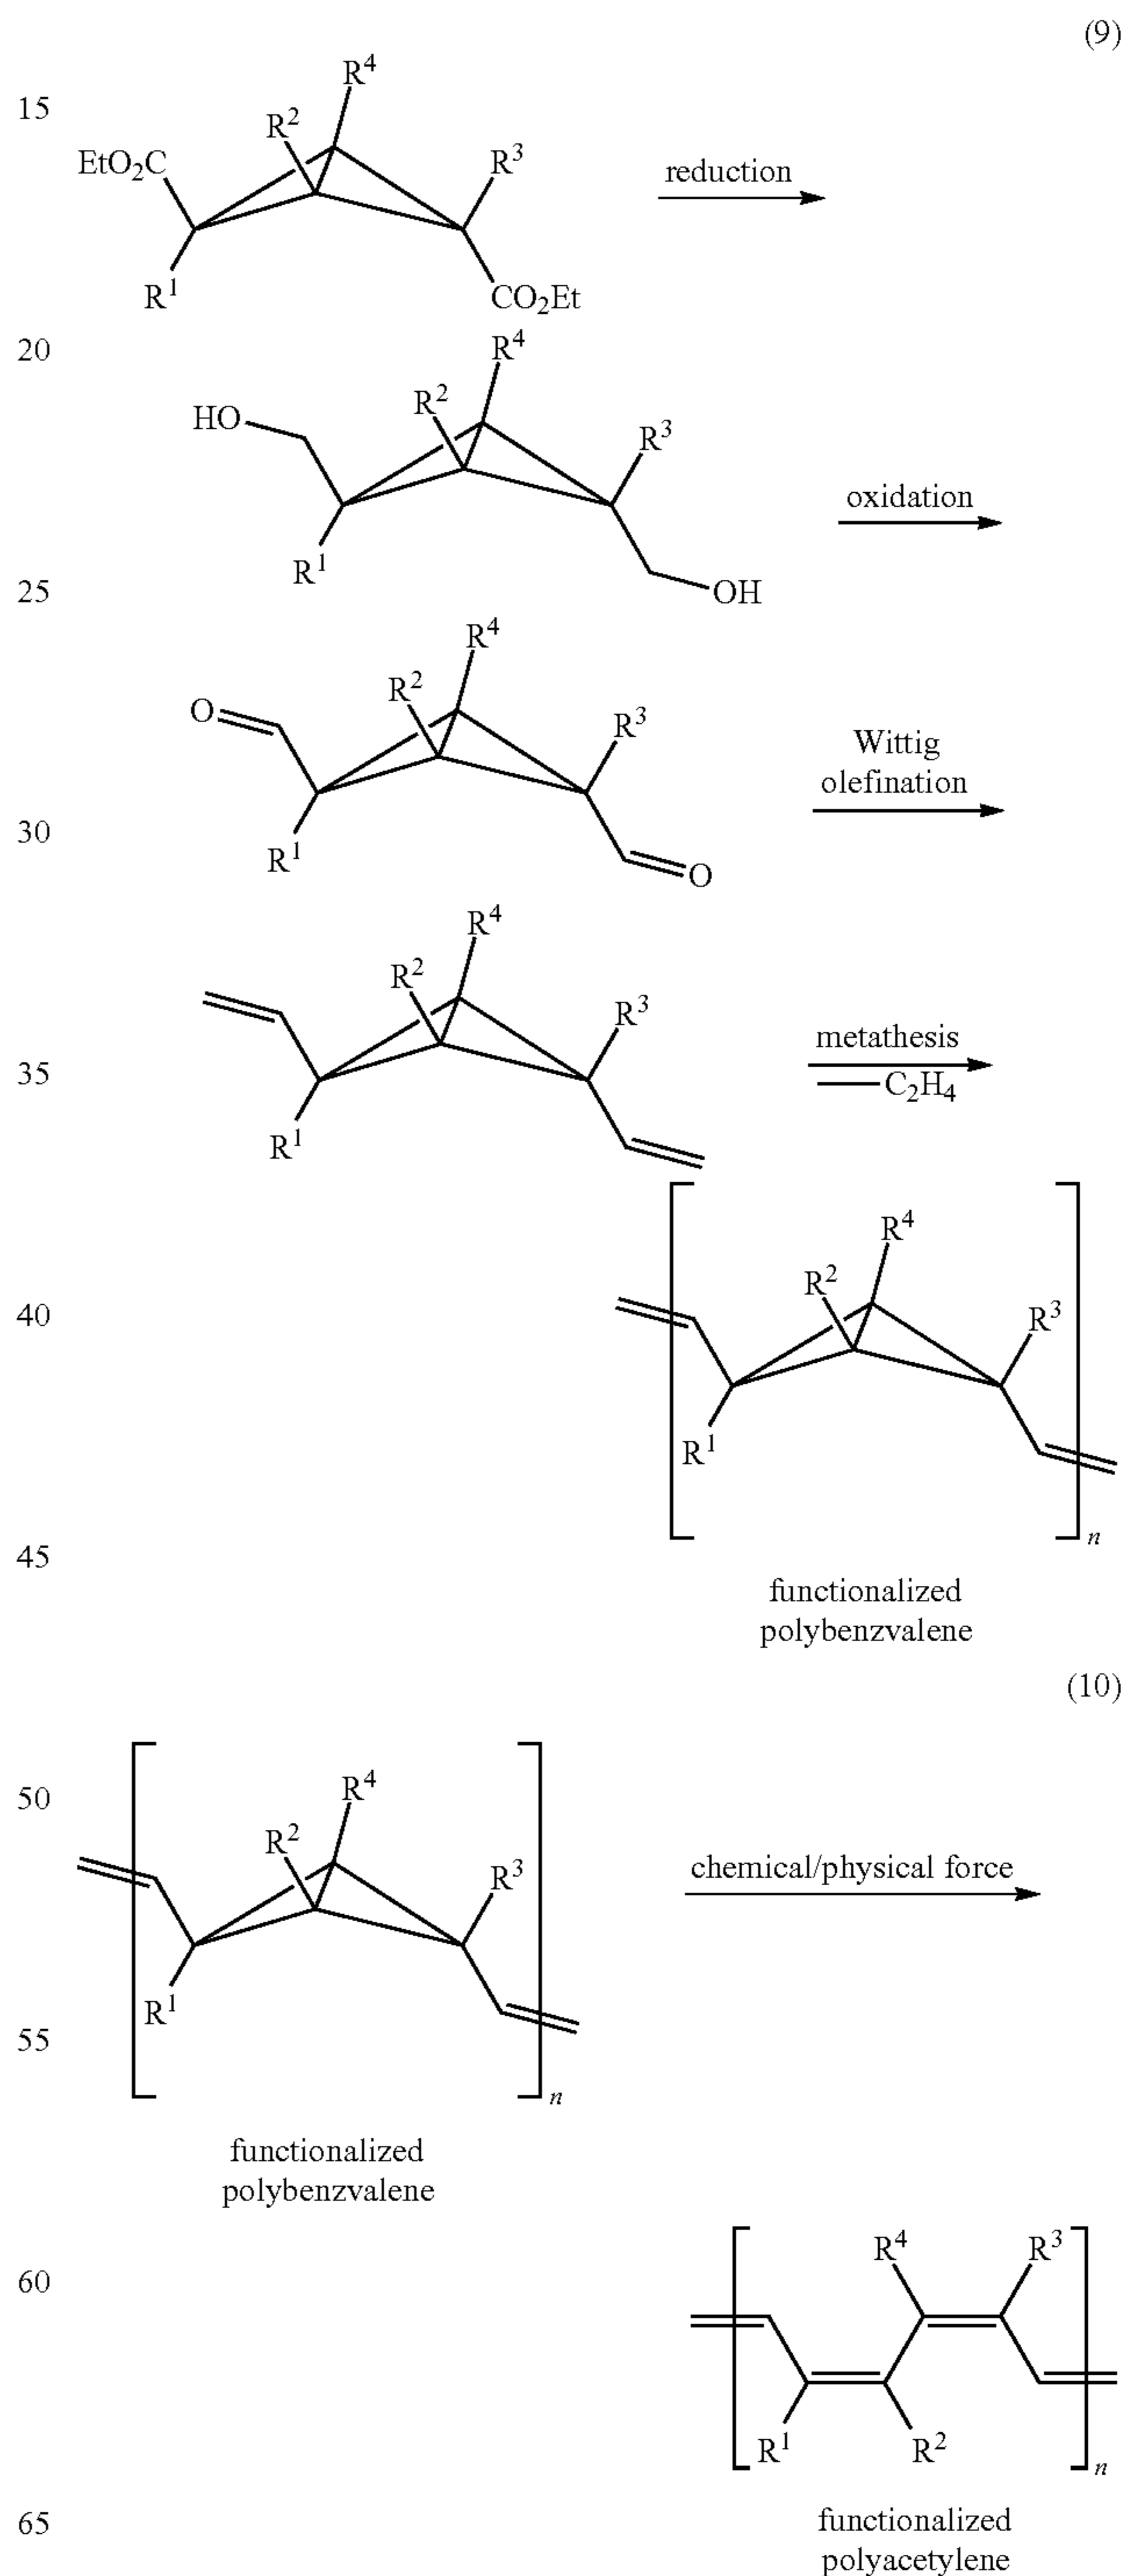 (9)
15
R⁴
R²
EtO₂C
R³
reduction
R¹
CO₂Et
20
R⁴
R²
HO
R³
oxidation
R¹
25
OH
R⁴
R²
O
R³
Wittig
olefination
30
R¹
O
R⁴
R²
R³
35
metathesis
C₂H₄
R¹
R⁴
R²
40
R³
R¹
n
45
functionalized
polybenzvalene
(10)
50
R⁴
R²
R³
chemical/physical force
R¹
55
n
functionalized
polybenzvalene
60
R⁴
R³
R¹
R²
n
65
functionalized
polyacetylene